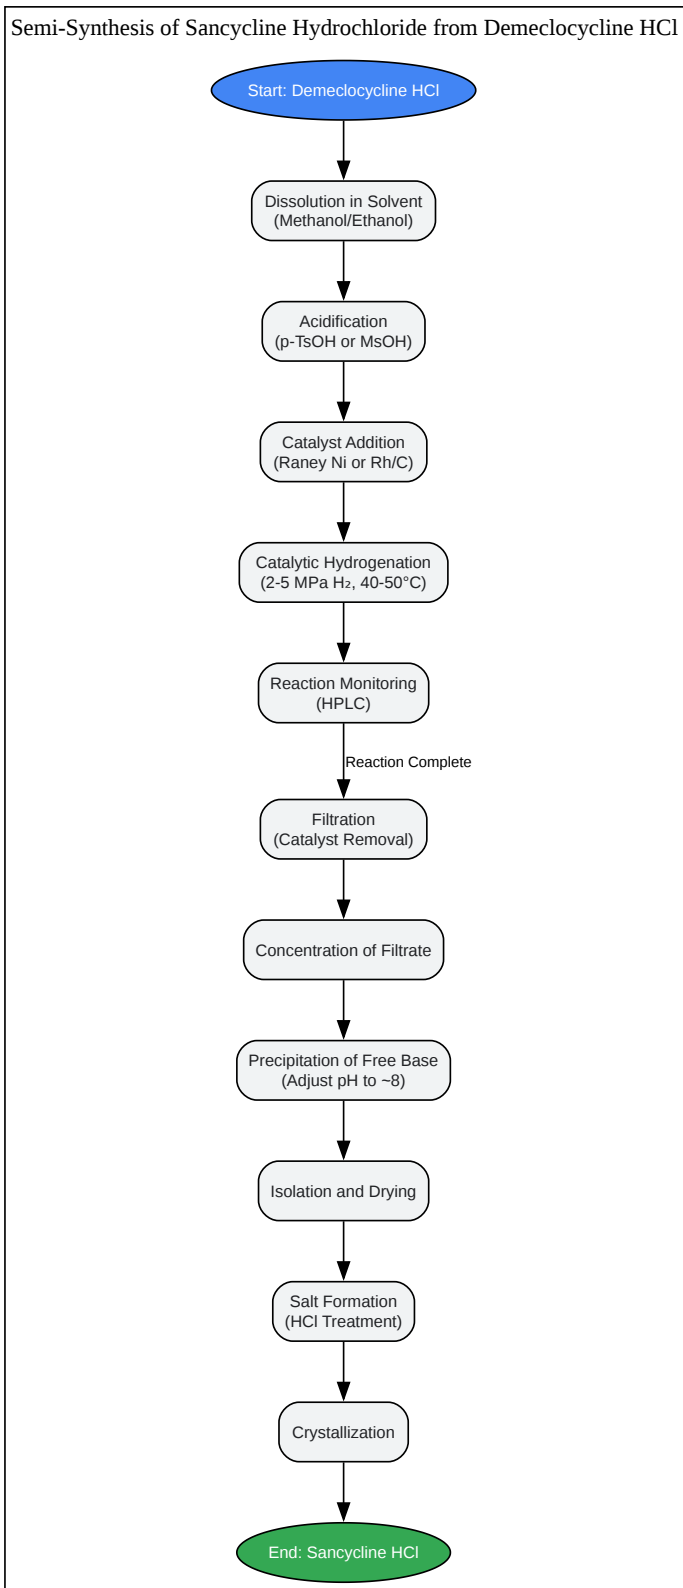 Semi-Synthesis of Sancycline Hydrochloride from Demeclocycline HCl
Start: Demeclocycline HCl
Dissolution in Solvent
(Methanol/Ethanol)
Acidification
(p-TsOH or MsOH)
Catalyst Addition
(Raney Ni or Rh/C)
Catalytic Hydrogenation
(2-5 MPa H₂, 40-50°C)
Reaction Monitoring
(HPLC)
Reaction Complete
Filtration
(Catalyst Removal)
Concentration of Filtrate
Precipitation of Free Base
(Adjust pH to ~8)
Isolation and Drying
Salt Formation
(HCl Treatment)
Crystallization
End: Sancycline HCl